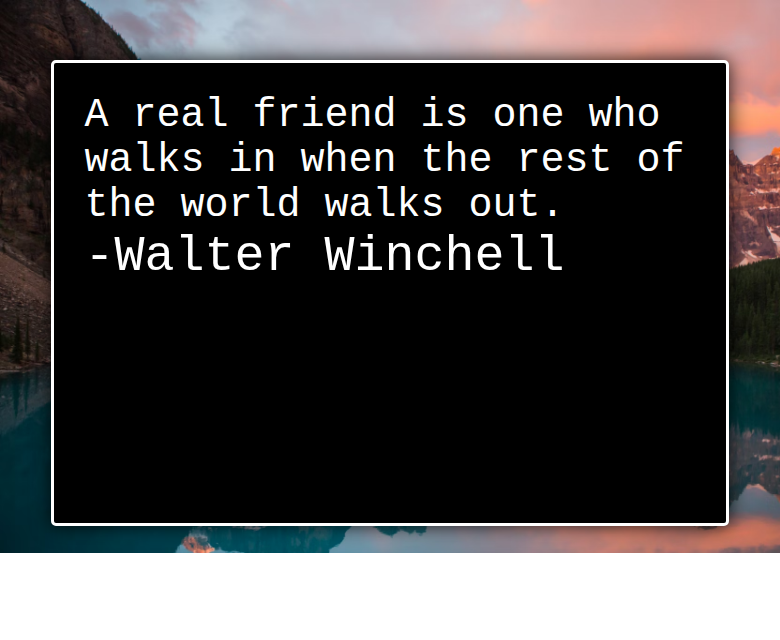 A real friend is one who
walks in when the rest of
the world walks out.
-Walter Winchell